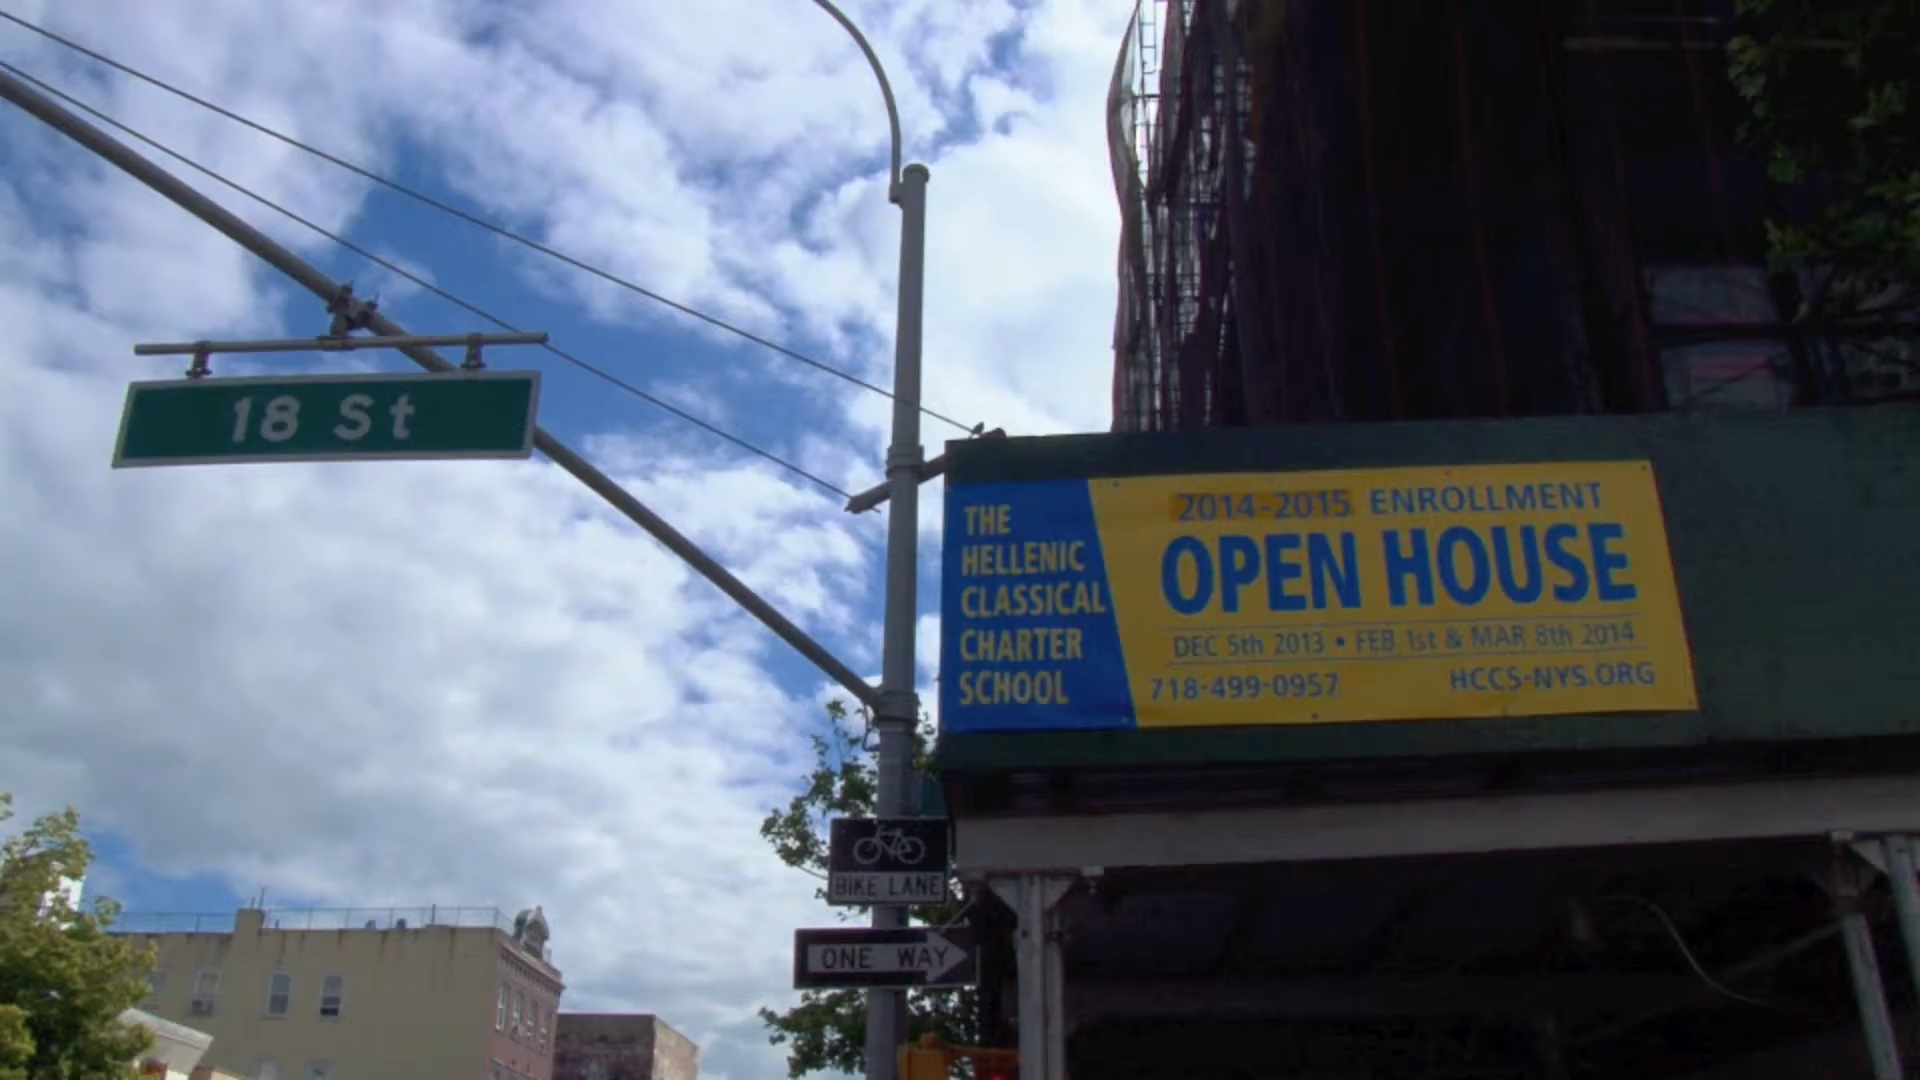 18 St
THE
HELLENIC
CLASSICAL
CHARTER
SCHOOL
2014-2015 ENROLLMENT
OPEN HOUSE
DEC 5th 2013 • FEB 1st & MAR 8th 2014
718-499-0957 HCCS-NYS.ORG
BIKE LANE
ONE WAY